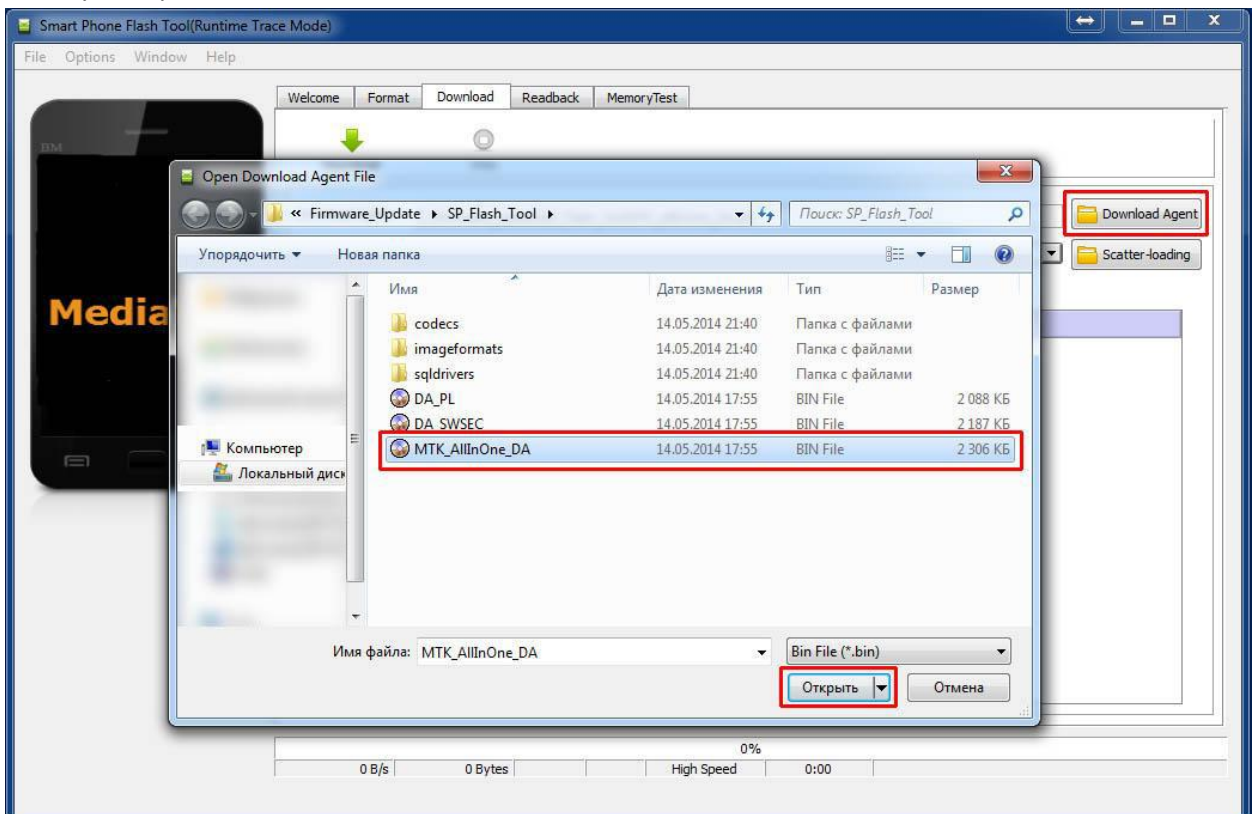 Smart Phone Flash Tool(Runtime Trace Mode)
File Options Window Help
Welcome Format Download Readback MemoryTest
BM
Open Download Agent File
« Firmware_Update ▸ SP_Flash_Tool ▸
Поиск: SP_Flash_Tool
Download Agent
Упорядочить Новая папка
Scatter-loading
Имя Дата изменения Тип Размер
Media
codecs 14.05.2014 21:40 Папка с файлами
imageformats 14.05.2014 21:40 Папка с файлами
sqldrivers 14.05.2014 21:40 Папка с файлами
DA_PL 14.05.2014 17:55 BIN File 2 088 КБ
DA_SWSEC 14.05.2014 17:55 BIN File 2 187 КБ
Компьютер
MTK_AllInOne_DA 14.05.2014 17:55 BIN File 2 306 КБ
Локальный диск
Имя файла: MTK_AllInOne_DA
Bin File (*.bin)
Открыть Отмена
0%
0 B/s 0 Bytes High Speed 0:00